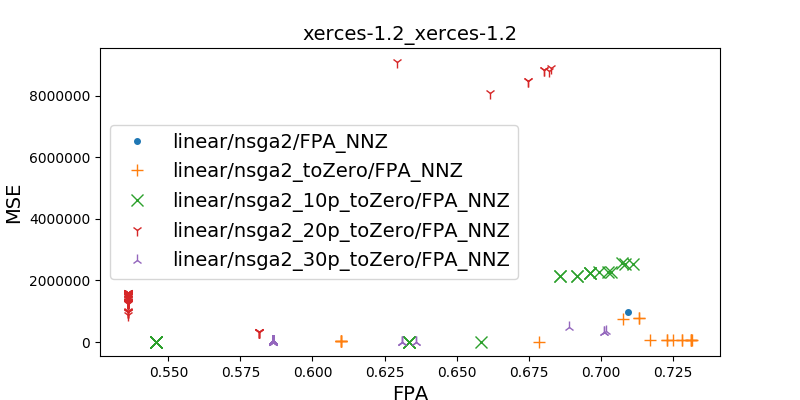 xerces-1.2_xerces-1.2
8000000
6000000
4000000
2000000
0
MSE
linear/nsga2/FPA_NNZ
linear/nsga2_toZero/FPA_NNZ
linear/nsga2_10p_toZero/FPA_NNZ
linear/nsga2_20p_toZero/FPA_NNZ
linear/nsga2_30p_toZero/FPA_NNZ
0.550 0.575 0.600 0.625 0.650 0.675 0.700 0.725
FPA